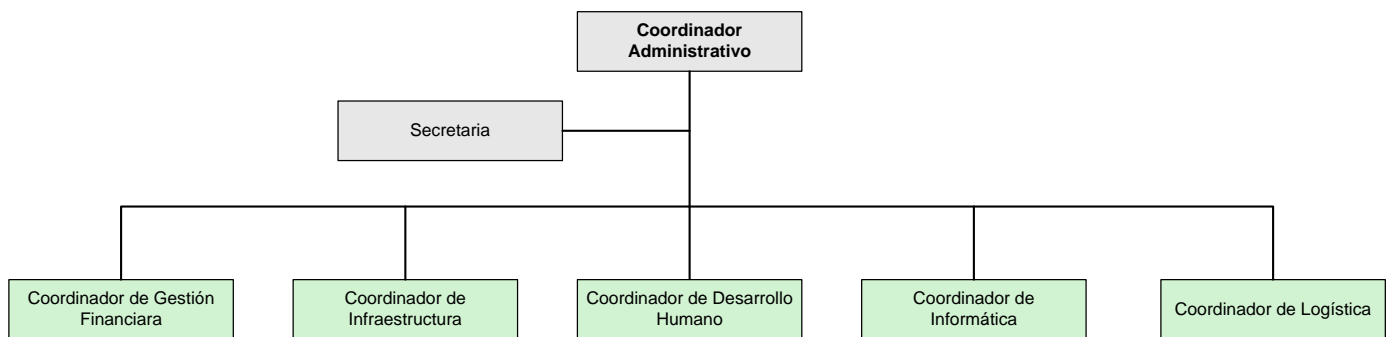 Coordinador
Administrativo
Secretaria
Coordinador de Gestión
Financiara
Coordinador de
Infraestructura
Coordinador de Desarrollo
Humano
Coordinador de
Informática
Coordinador de Logística